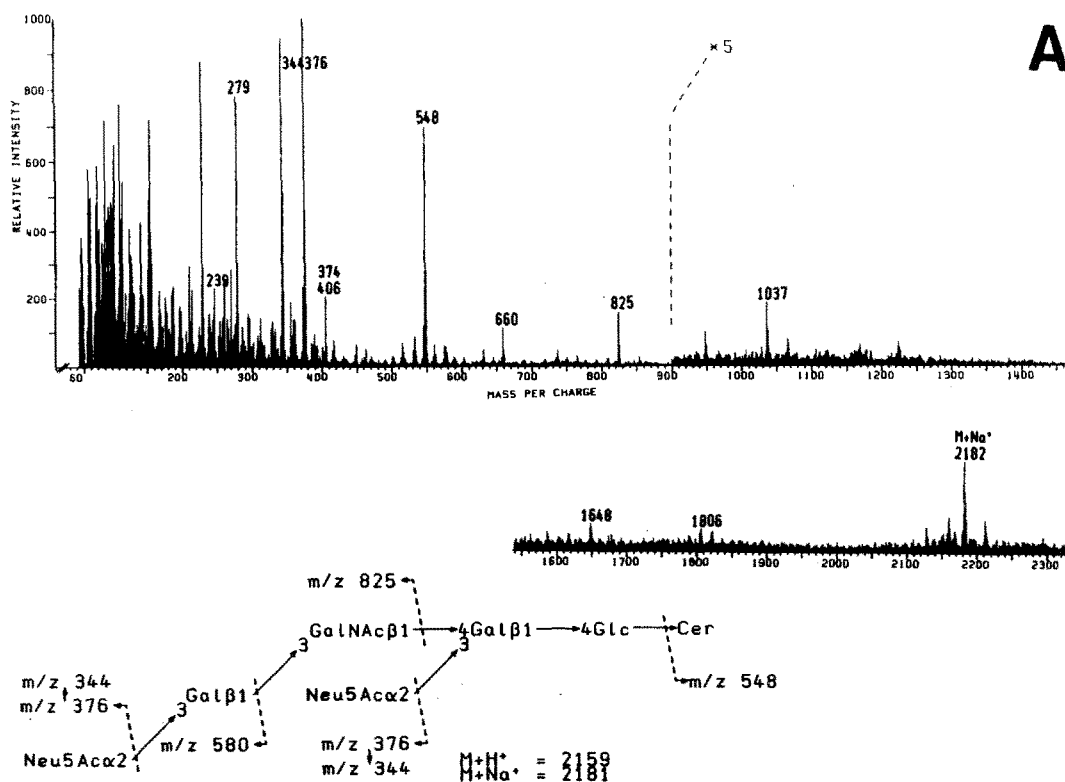 A
1000
× 5
344376
279
800
548
RELATIVE INTENSITY
600
400
239
374
406
1037
200
660
825
60 200 300 400 500 600 700 800 900 1000 1100 1200 1300 1400
MASS PER CHARGE
M+Na⁺
2182
1648
1806
1600 1700 1800 1900 2000 2100 2200 2300
m/z 825
GalNAcβ1 4Galβ1 4Glc Cer
3 3
m/z 344
m/z 376
Galβ1 Neu5Acα2 m/z 548
3
m/z 580 m/z 376
Neu5Acα2 m/z 344
M+H⁺ = 2159
M+Na⁺ = 2181